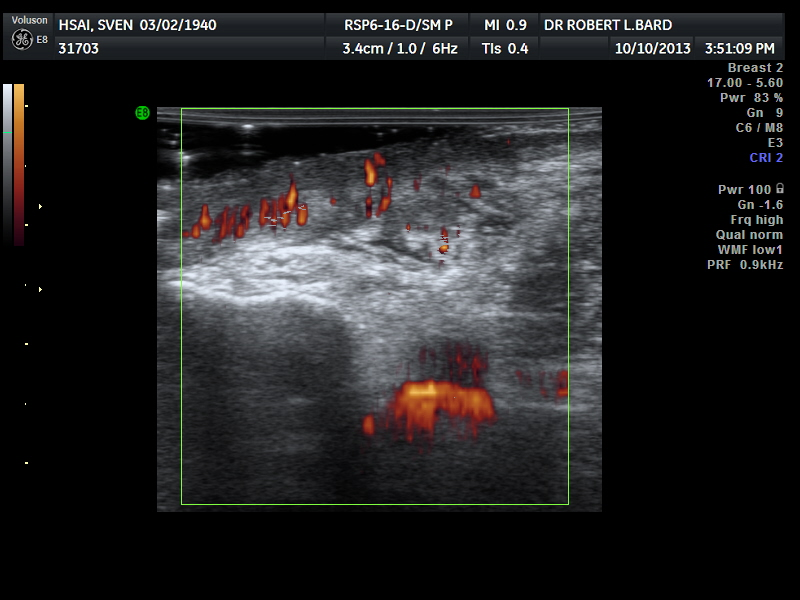 Voluson
E8
HSAI, SVEN 03/02/1940
RSP6-16-D/SM P
MI 0.9
DR ROBERT L.BARD
31703
3.4cm / 1.0 / 6Hz
TIs 0.4
10/10/2013
3:51:09 PM
Breast 2
17.00 - 5.60
Pwr 83 %
Gn 9
C6 / M8
E3
CRI 2
Pwr 100
Gn -1.6
Frq high
Qual norm
WMF low1
PRF 0.9kHz
E8